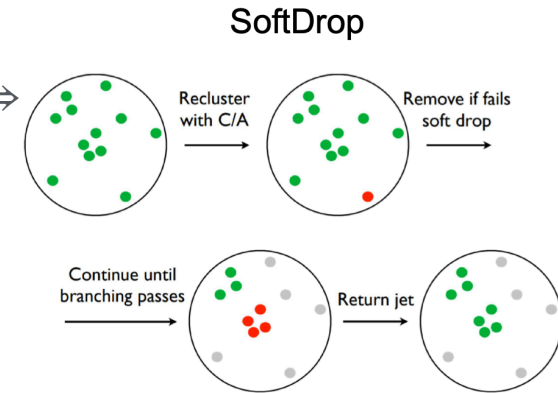 SoftDrop
Recluster
with C/A
Remove if fails
soft drop
Continue until
branching passes
Return jet